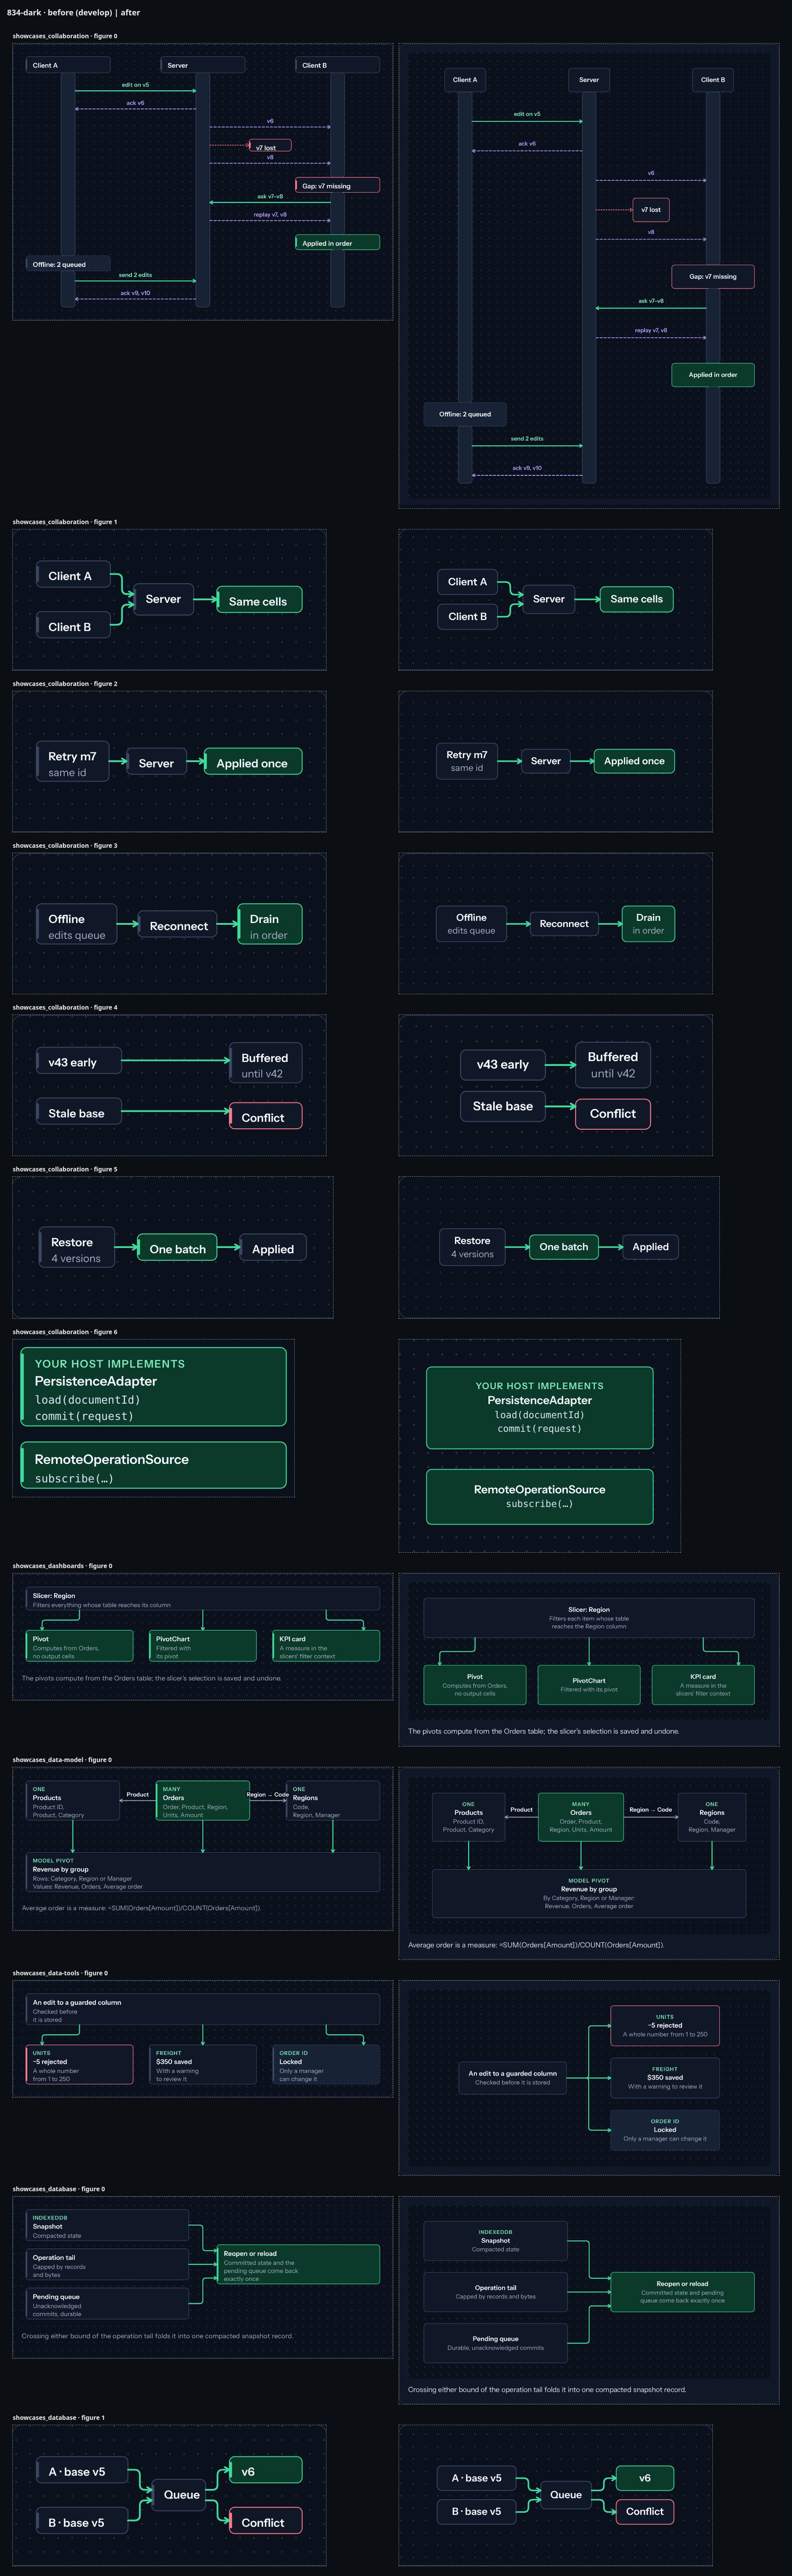 834-dark · before (develop) | after
showcases_collaboration · figure 0
Client A
Server
Client B
edit on v5
ack v6
v6
v7 lost
v8
Gap: v7 missing
ask v7–v8
replay v7, v8
Applied in order
Offline: 2 queued
send 2 edits
ack v9, v10
Client A
Server
Client B
edit on v5
ack v6
v6
v7 lost
v8
Gap: v7 missing
ask v7–v8
replay v7, v8
Applied in order
Offline: 2 queued
send 2 edits
ack v9, v10
showcases_collaboration · figure 1
Client A
Client B
Server
Same cells
Client A
Client B
Server
Same cells
showcases_collaboration · figure 2
Retry m7
same id
Server
Applied once
Retry m7
same id
Server
Applied once
showcases_collaboration · figure 3
Offline
edits queue
Reconnect
Drain
in order
Offline
edits queue
Reconnect
Drain
in order
showcases_collaboration · figure 4
v43 early
Buffered
until v42
Stale base
Conflict
v43 early
Buffered
until v42
Stale base
Conflict
showcases_collaboration · figure 5
Restore
4 versions
One batch
Applied
Restore
4 versions
One batch
Applied
showcases_collaboration · figure 6
YOUR HOST IMPLEMENTS
PersistenceAdapter
load(documentId)
commit(request)
RemoteOperationSource
subscribe(…)
YOUR HOST IMPLEMENTS
PersistenceAdapter
load(documentId)
commit(request)
RemoteOperationSource
subscribe(…)
showcases_dashboards · figure 0
Slicer: Region
Filters everything whose table reaches its column
Pivot
Computes from Orders,
no output cells
PivotChart
Filtered with
its pivot
KPI card
A measure in the
slicers' filter context
The pivots compute from the Orders table; the slicer's selection is saved and undone.
Slicer: Region
Filters each item whose table
reaches the Region column
Pivot
Computes from Orders,
no output cells
PivotChart
Filtered with its pivot
KPI card
A measure in the
slicers' filter context
The pivots compute from the Orders table; the slicer's selection is saved and undone.
showcases_data-model · figure 0
ONE
Products
Product ID,
Product, Category
Product
MANY
Orders
Order, Product, Region,
Units, Amount
Region → Code
ONE
Regions
Code,
Region, Manager
MODEL PIVOT
Revenue by group
Rows: Category, Region or Manager
Values: Revenue, Orders, Average order
Average order is a measure: =SUM(Orders[Amount])/COUNT(Orders[Amount]).
ONE
Products
Product ID,
Product, Category
Product
MANY
Orders
Order, Product,
Region, Units, Amount
Region → Code
ONE
Regions
Code,
Region, Manager
MODEL PIVOT
Revenue by group
By Category, Region or Manager:
Revenue, Orders, Average order
Average order is a measure: =SUM(Orders[Amount])/COUNT(Orders[Amount]).
showcases_data-tools · figure 0
An edit to a guarded column
Checked before
it is stored
UNITS
−5 rejected
A whole number
from 1 to 250
FREIGHT
$350 saved
With a warning
to review it
ORDER ID
Locked
Only a manager
can change it
An edit to a guarded column
Checked before it is stored
UNITS
−5 rejected
A whole number from 1 to 250
FREIGHT
$350 saved
With a warning to review it
ORDER ID
Locked
Only a manager can change it
showcases_database · figure 0
INDEXEDDB
Snapshot
Compacted state
Operation tail
Capped by records
and bytes
Pending queue
Unacknowledged
commits, durable
Reopen or reload
Committed state and the
pending queue come back
exactly once
Crossing either bound of the operation tail folds it into one compacted snapshot record.
INDEXEDDB
Snapshot
Compacted state
Operation tail
Capped by records and bytes
Pending queue
Durable, unacknowledged commits
Reopen or reload
Committed state and pending
queue come back exactly once
Crossing either bound of the operation tail folds it into one compacted snapshot record.
showcases_database · figure 1
A · base v5
B · base v5
Queue
v6
Conflict
A · base v5
B · base v5
Queue
v6
Conflict